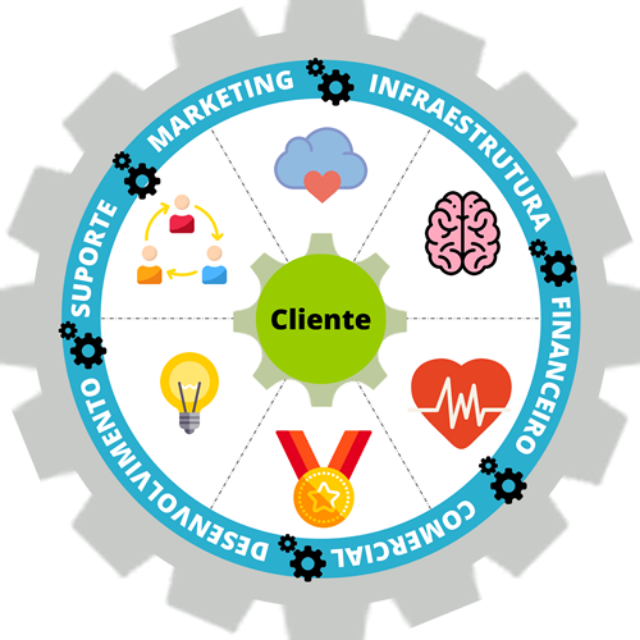 MARKETING
INFRAESTRUTURA
FINANCEIRO
COMERCIAL
DESENVOLVIMENTO
SUPORTE
Cliente